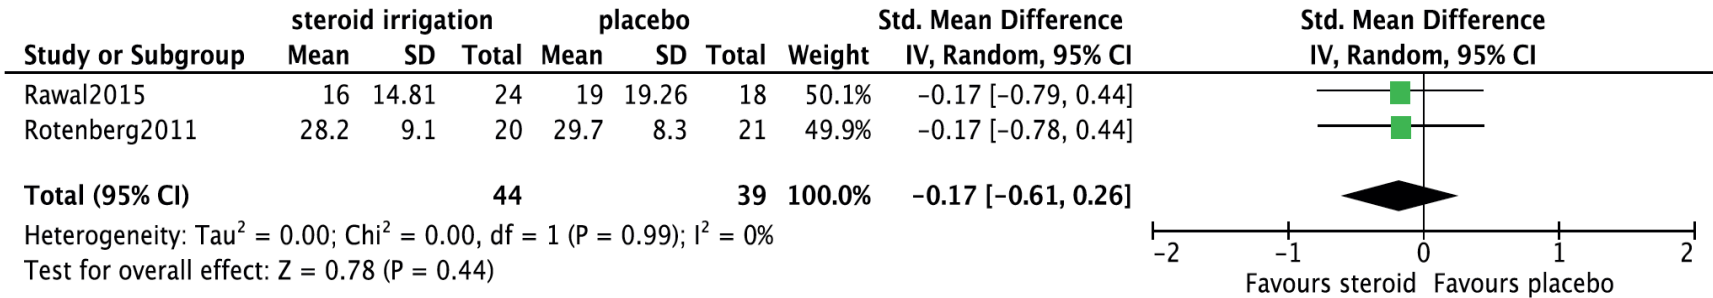 steroid irrigation placebo Std. Mean Difference Std. Mean Difference
Study or Subgroup Mean SD Total Mean SD Total Weight IV, Random, 95% CI IV, Random, 95% CI
Rawal2015 16 14.81 24 19 19.26 18 50.1% −0.17 [−0.79, 0.44]
Rotenberg2011 28.2 9.1 20 29.7 8.3 21 49.9% −0.17 [−0.78, 0.44]
Total (95% CI) 44 39 100.0% −0.17 [−0.61, 0.26]
Heterogeneity: Tau² = 0.00; Chi² = 0.00, df = 1 (P = 0.99); I² = 0%
Test for overall effect: Z = 0.78 (P = 0.44)
−2 −1 0 1 2
Favours steroid Favours placebo